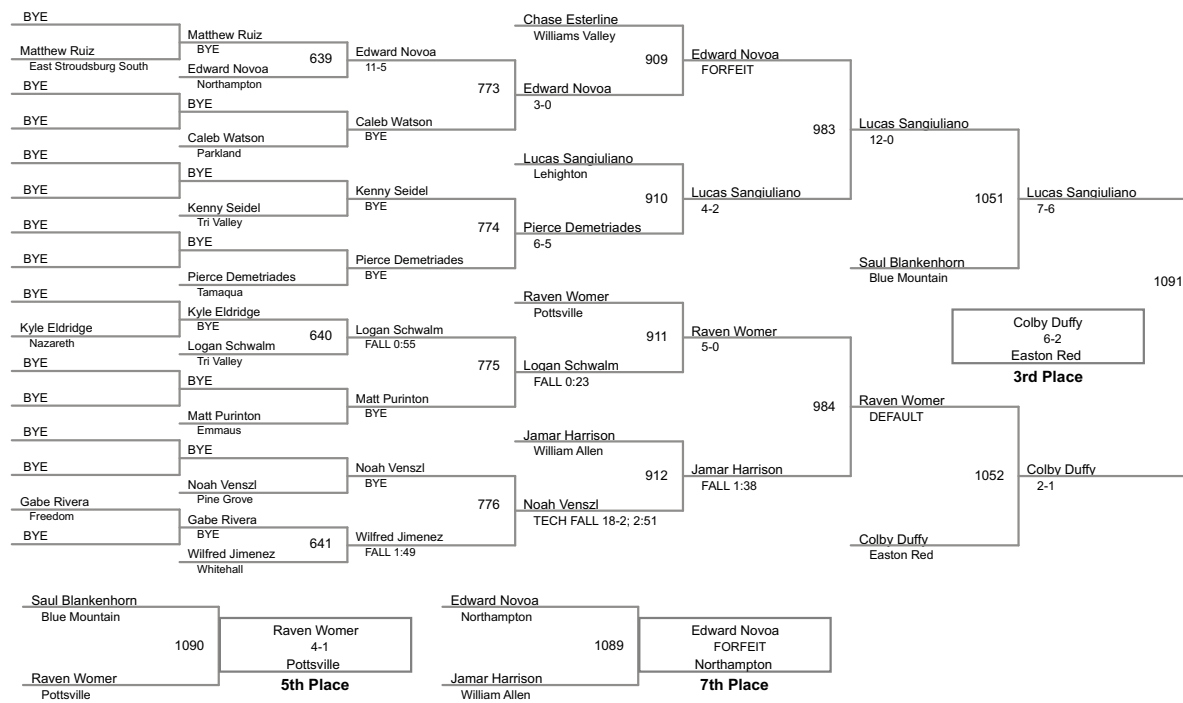 BYE
Matthew Ruiz
East Stroudsburg South
BYE
BYE
BYE
BYE
BYE
BYE
BYE
Kyle Eldridge
Nazareth
BYE
BYE
BYE
BYE
Gabe Rivera
Freedom
BYE
Matthew Ruiz
BYE
639
Edward Novoa
Northampton
BYE
Caleb Watson
Parkland
BYE
Kenny Seidel
Tri Valley
BYE
Pierce Demetriades
Tamaqua
Kyle Eldridge
BYE
640
Logan Schwalm
Tri Valley
BYE
Matt Purinton
Emmaus
BYE
Noah Venszl
Pine Grove
Gabe Rivera
BYE
641
Wilfred Jimenez
Whitehall
Edward Novoa
11-5
773
Caleb Watson
BYE
Kenny Seidel
BYE
774
Pierce Demetriades
BYE
Logan Schwalm
FALL 0:55
775
Matt Purinton
BYE
Noah Venszl
BYE
776
Wilfred Jimenez
FALL 1:49
Chase Esterline
Williams Valley
909
Edward Novoa
3-0
Lucas Sangiuliano
Lehighton
910
Pierce Demetriades
6-5
Raven Womer
Pottsville
911
Logan Schwalm
FALL 0:23
Jamar Harrison
William Allen
912
Noah Venszl
TECH FALL 18-2; 2:51
Edward Novoa
FORFEIT
983
Lucas Sangiuliano
4-2
Raven Womer
5-0
984
Jamar Harrison
FALL 1:38
Lucas Sangiuliano
12-0
1051
Saul Blankenhorn
Blue Mountain
Raven Womer
DEFAULT
1052
Colby Duffy
Easton Red
Lucas Sangiuliano
7-6
1091
Colby Duffy
2-1
Colby Duffy
6-2
Easton Red
3rd Place
Saul Blankenhorn
Blue Mountain
1090
Raven Womer
Pottsville
Raven Womer
4-1
Pottsville
5th Place
Edward Novoa
Northampton
1089
Jamar Harrison
William Allen
Edward Novoa
FORFEIT
Northampton
7th Place